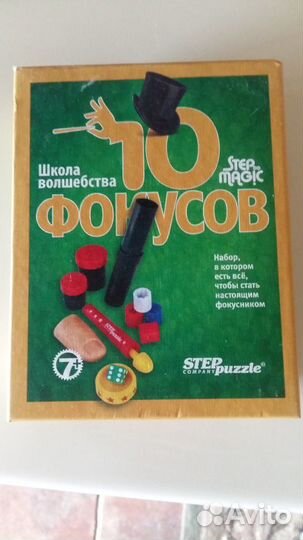 Школа
волшебства
10
STEP
MAGIC
ФОКУСОВ
Набор,
в котором
есть всё,
чтобы стать
настоящим
фокусником
7+
STEP puzzle®
COMPANY
Avito